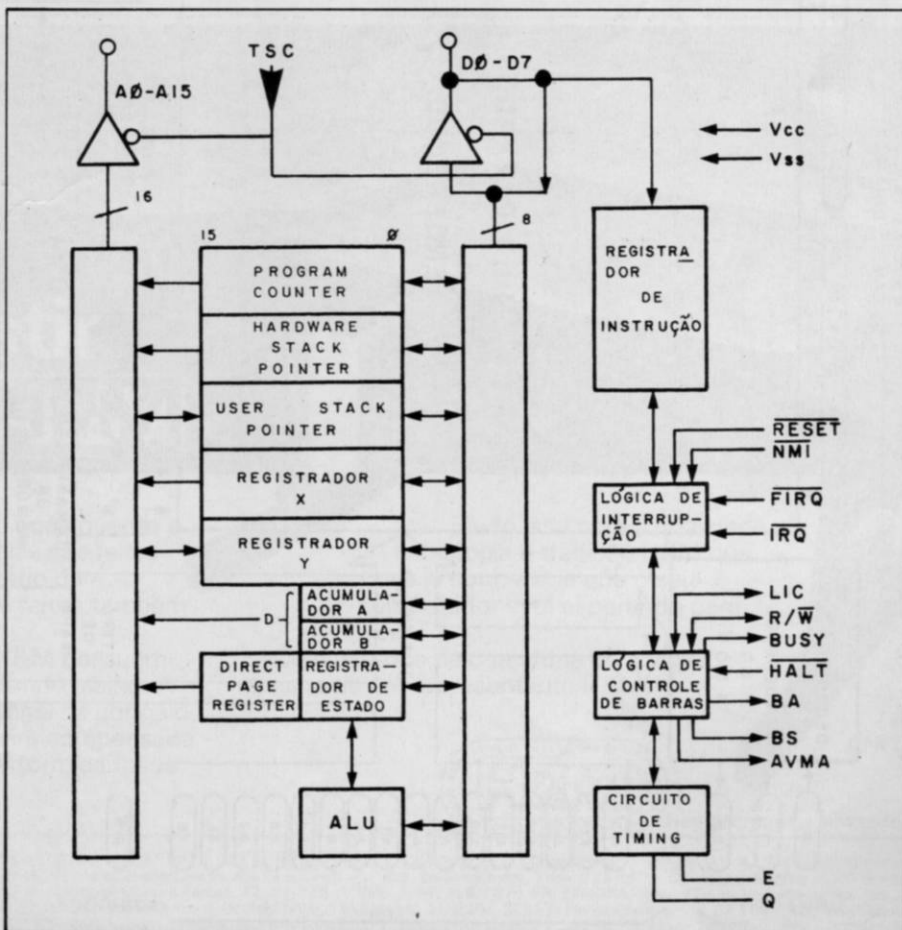 TSC
DØ-D7
AØ-A15
Vcc
Vss
16
8
15
Ø
PROGRAM
COUNTER
HARDWARE
STACK
POINTER
USER STACK
POINTER
REGISTRADOR
X
REGISTRADOR
Y
D
ACUMULA-
DOR A
ACUMULA-
DOR B
DIRECT
PAGE
REGISTER
REGISTRA-
DOR DE
ESTADO
ALU
REGISTRA
DOR
DE
INSTRUÇÃO
RESET
NMI
LÓGICA DE
INTERRUP-
ÇÃO
FIRQ
IRQ
LIC
R/W
BUSY
LÓGICA DE
CONTROLE
DE BARRAS
HALT
BA
BS
AVMA
CIRCUITO
DE
TIMING
E
Q